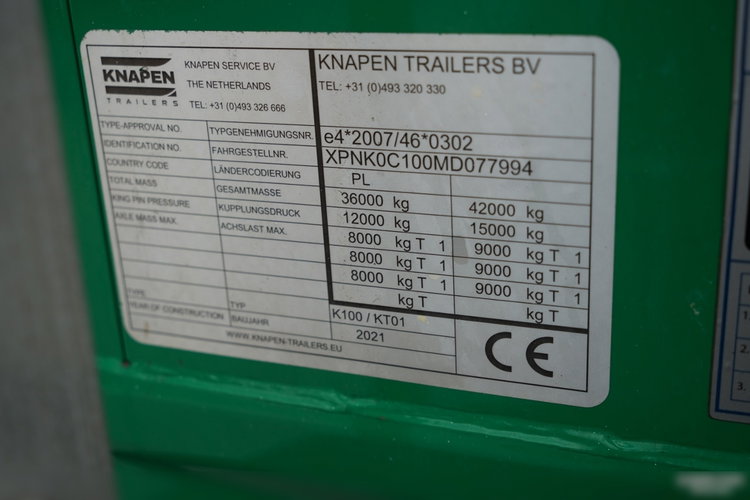 KNAPEN
TRAILERS
KNAPEN SERVICE BV
THE NETHERLANDS
TEL: +31 (0)493 326 666
KNAPEN TRAILERS BV
TEL: +31 (0)493 320 330
TYPE-APPROVAL NO. TYPGENEHMIGUNGSNR. e4*2007/46*0302
IDENTIFICATION NO. FAHRGESTELLNR. XPNK0C100MD077994
COUNTRY CODE LÄNDERCODIERUNG PL
TOTAL MASS GESAMTMASSE 36000 kg 42000 kg
KING PIN PRESSURE KUPPLUNGSDRUCK 12000 kg 15000 kg
AXLE MASS MAX. ACHSLAST MAX. 8000 kg T 1 9000 kg T 1
8000 kg T 1 9000 kg T 1
8000 kg T 1 9000 kg T 1
kg T kg T
TYPE TYP K100 / KT01
YEAR OF CONSTRUCTION BAUJAHR 2021
WWW.KNAPEN-TRAILERS.EU
CE
1.
2.
3.